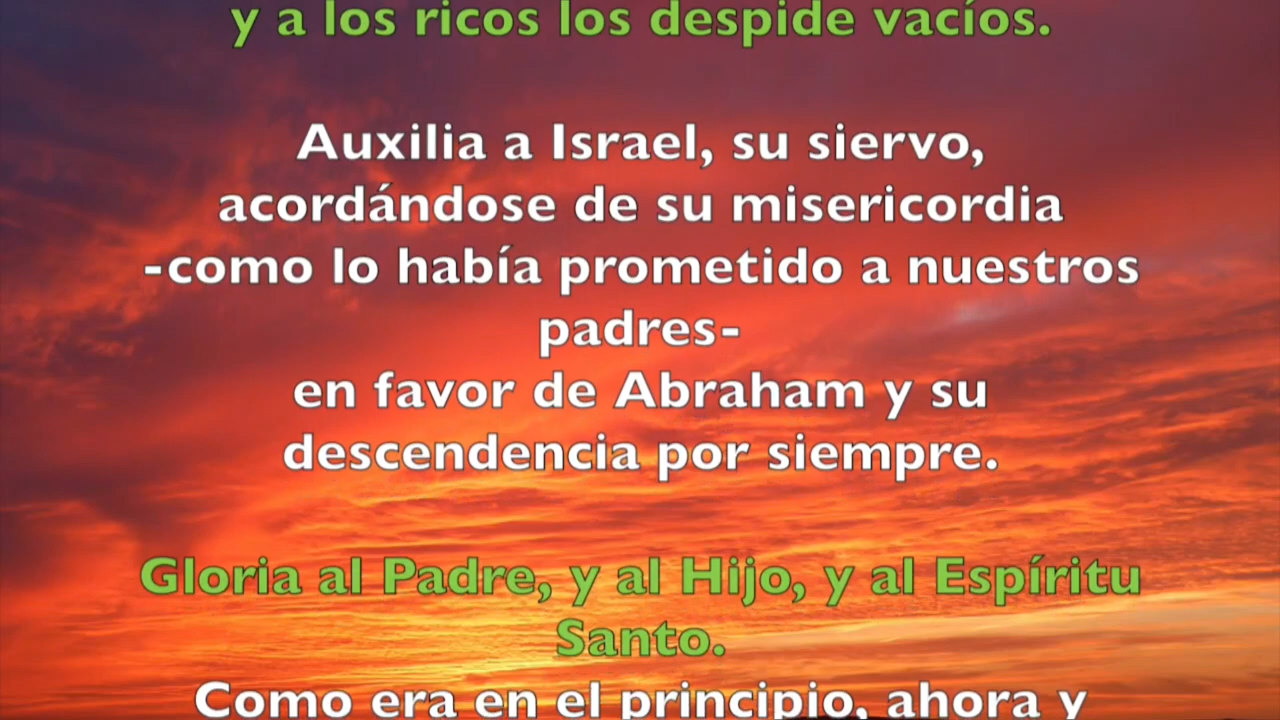 y a los ricos los despide vacíos.
Auxilia a Israel, su siervo,
acordándose de su misericordia
-como lo había prometido a nuestros
padres-
en favor de Abraham y su
descendencia por siempre.
Gloria al Padre, y al Hijo, y al Espíritu
Santo.
Como era en el principio, ahora y